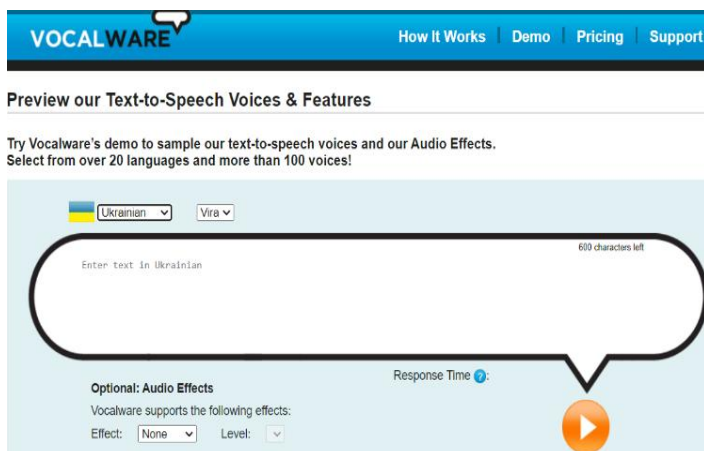 VOCALWARE
How It Works Demo Pricing Support
Preview our Text-to-Speech Voices & Features
Try Vocalware's demo to sample our text-to-speech voices and our Audio Effects.
Select from over 20 languages and more than 100 voices!
Ukrainian Vira
600 characters left
Enter text in Ukrainian
Response Time ?:
Optional: Audio Effects
Vocalware supports the following effects:
Effect: None Level: